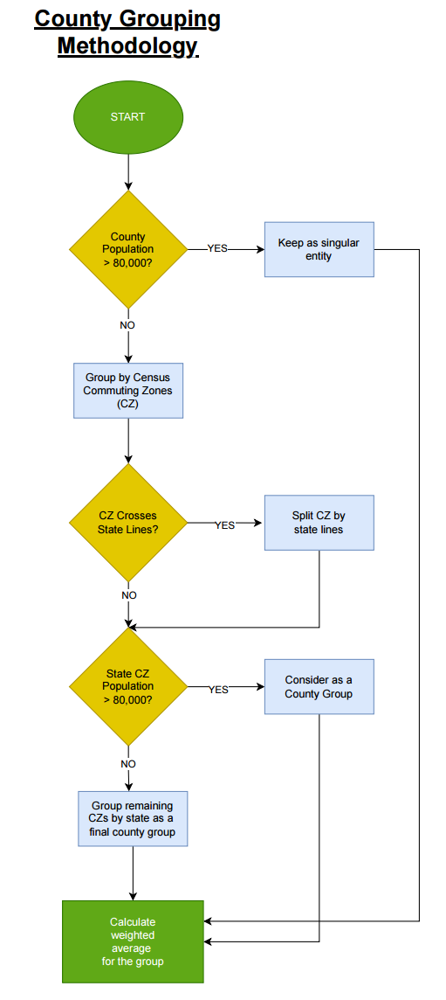 County Grouping
Methodology
START
County
Population
> 80,000?
YES
Keep as singular
entity
NO
Group by Census
Commuting Zones
(CZ)
CZ Crosses
State Lines?
YES
Split CZ by
state lines
NO
State CZ
Population
> 80,000?
YES
Consider as a
County Group
NO
Group remaining
CZs by state as a
final county group
Calculate
weighted
average
for the group